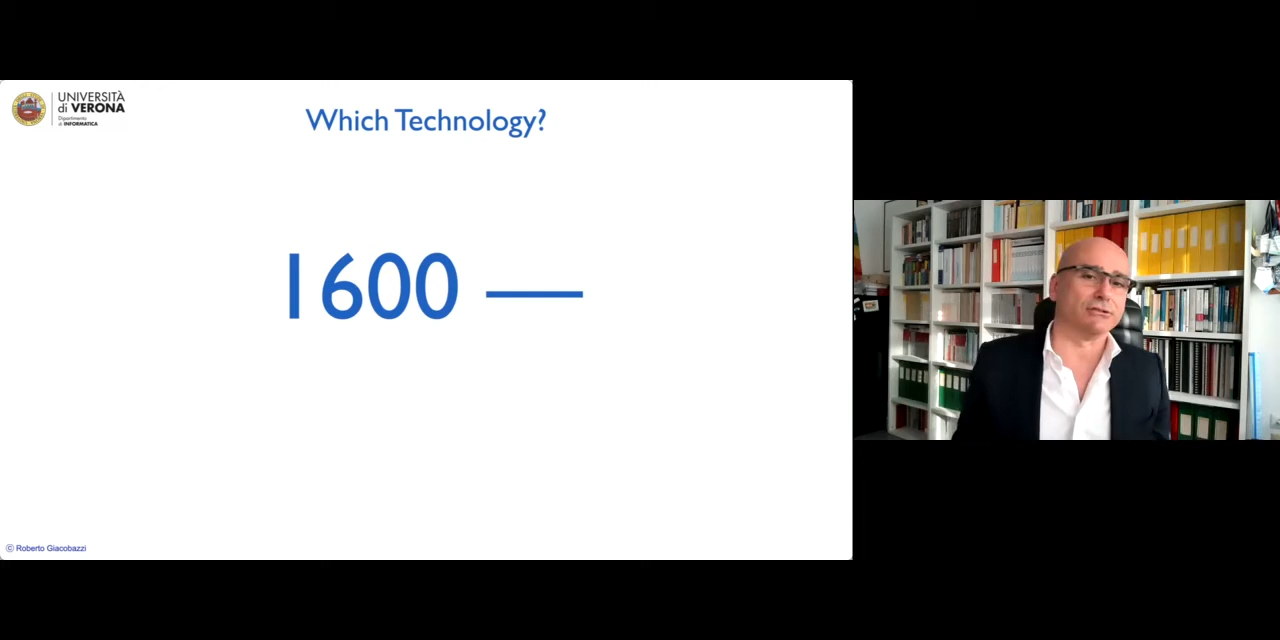 UNIVERSITÀ
di VERONA
Dipartimento
di INFORMATICA
Which Technology?
1600 —
© Roberto Giacobazzi